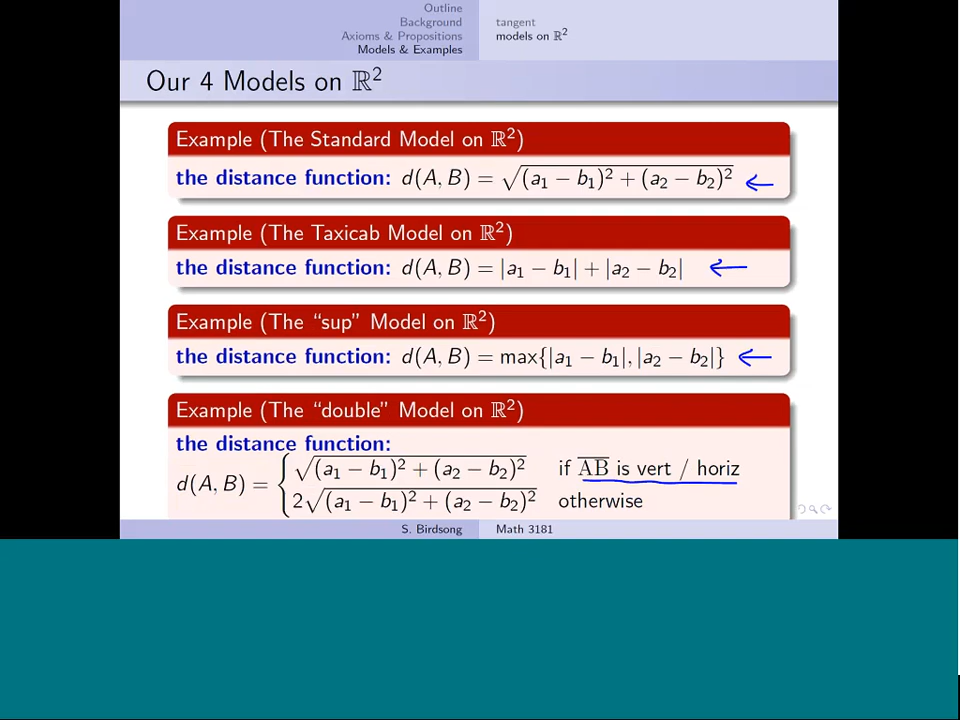 Outline
Background
Axioms & Propositions
Models & Examples
tangent
models on ℝ²
Our 4 Models on ℝ²
Example (The Standard Model on ℝ²)
the distance function: d(A, B) = √((a₁ − b₁)² + (a₂ − b₂)²)
Example (The Taxicab Model on ℝ²)
the distance function: d(A, B) = |a₁ − b₁| + |a₂ − b₂|
Example (The “sup” Model on ℝ²)
the distance function: d(A, B) = max{|a₁ − b₁|, |a₂ − b₂|}
Example (The “double” Model on ℝ²)
the distance function:
d(A, B) = { √((a₁ − b₁)² + (a₂ − b₂)²) if A̅B̅ is vert / horiz
2√((a₁ − b₁)² + (a₂ − b₂)²) otherwise
S. Birdsong Math 3181